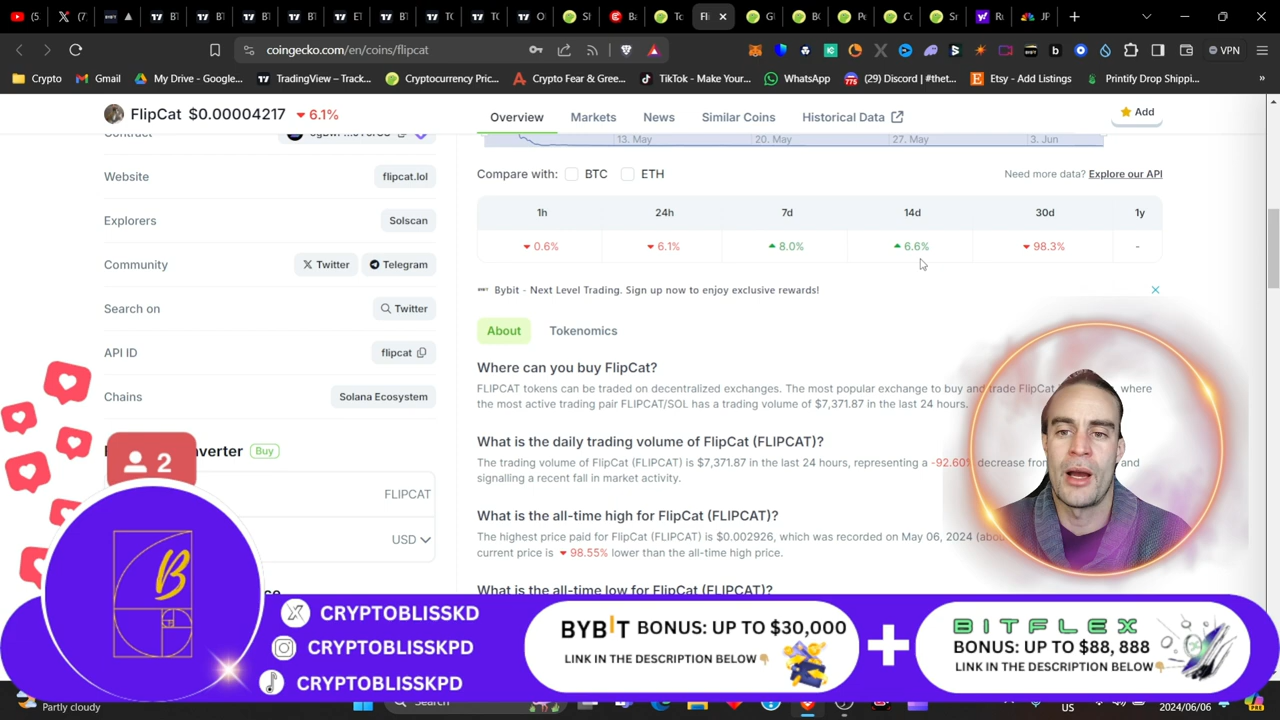 coingecko.com/en/coins/flipcat
VPN
Crypto
Gmail
My Drive - Google...
TradingView – Track...
Cryptocurrency Pric...
Crypto Fear & Gree...
TikTok - Make Your...
WhatsApp
(29) Discord | #thet...
Etsy - Add Listings
Printify Drop Shippi...
»
FlipCat $0.00004217 6.1%
Overview
Markets
News
Similar Coins
Historical Data
Add
Website
flipcat.lol
Explorers
Solscan
Community
Twitter
Telegram
Search on
Twitter
API ID
flipcat
Chains
Solana Ecosystem
Buy
FLIPCAT
USD
13. May
20. May
27. May
3. Jun
Compare with: BTC ETH
Need more data? Explore our API
1h 24h 7d 14d 30d 1y
0.6% 6.1% 8.0% 6.6% 98.3% -
Bybit - Next Level Trading. Sign up now to enjoy exclusive rewards!
About
Tokenomics
Where can you buy FlipCat?
FLIPCAT tokens can be traded on decentralized exchanges. The most popular exchange to buy and trade where
the most active trading pair FLIPCAT/SOL has a trading volume of $7,371.87 in the last 24 hours.
What is the daily trading volume of FlipCat (FLIPCAT)?
The trading volume of FlipCat (FLIPCAT) is $7,371.87 in the last 24 hours, representing a -92.60% decrease and
signalling a recent fall in market activity.
What is the all-time high for FlipCat (FLIPCAT)?
The highest price paid for FlipCat (FLIPCAT) is $0.002926, which was recorded on May 06, 2024
current price is 98.55% lower than the all-time high price.
What is the all-time low for FlipCat (FLIPCAT)?
2
B
CRYPTOBLISSKD
CRYPTOBLISSKPD
CRYPTOBLISSKPD
BYBIT BONUS: UP TO $30,000
LINK IN THE DESCRIPTION BELOW
BITFLEX
BONUS: UP TO $88, 888
LINK IN THE DESCRIPTION BELOW
Partly cloudy
Search
US
2024/06/06